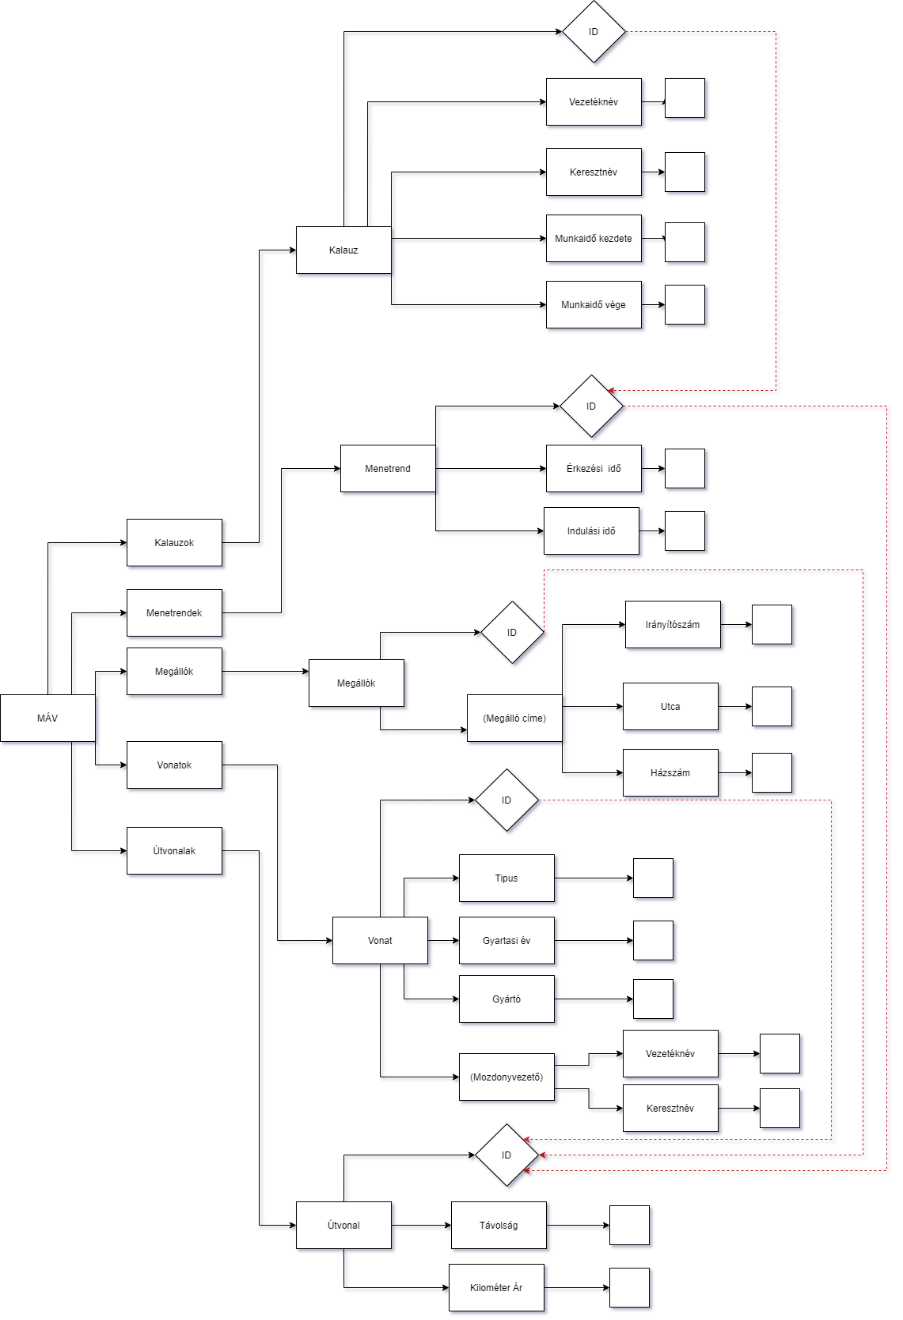 ID
Vezetéknév
Keresztnév
Munkaidő kezdete
Kalauz
Munkaidő vége
ID
Menetrend
Érkezési idő
Indulási idő
Kalauzok
Menetrendek
ID
Irányítószám
Megállók
Megállók
Utca
(Megálló címe)
MÁV
Vonatok
Házszám
ID
Útvonalak
Tipus
Vonat
Gyartasi év
Gyártó
Vezetéknév
(Mozdonyvezető)
Keresztnév
ID
Útvonal
Távolság
Kilométer Ár